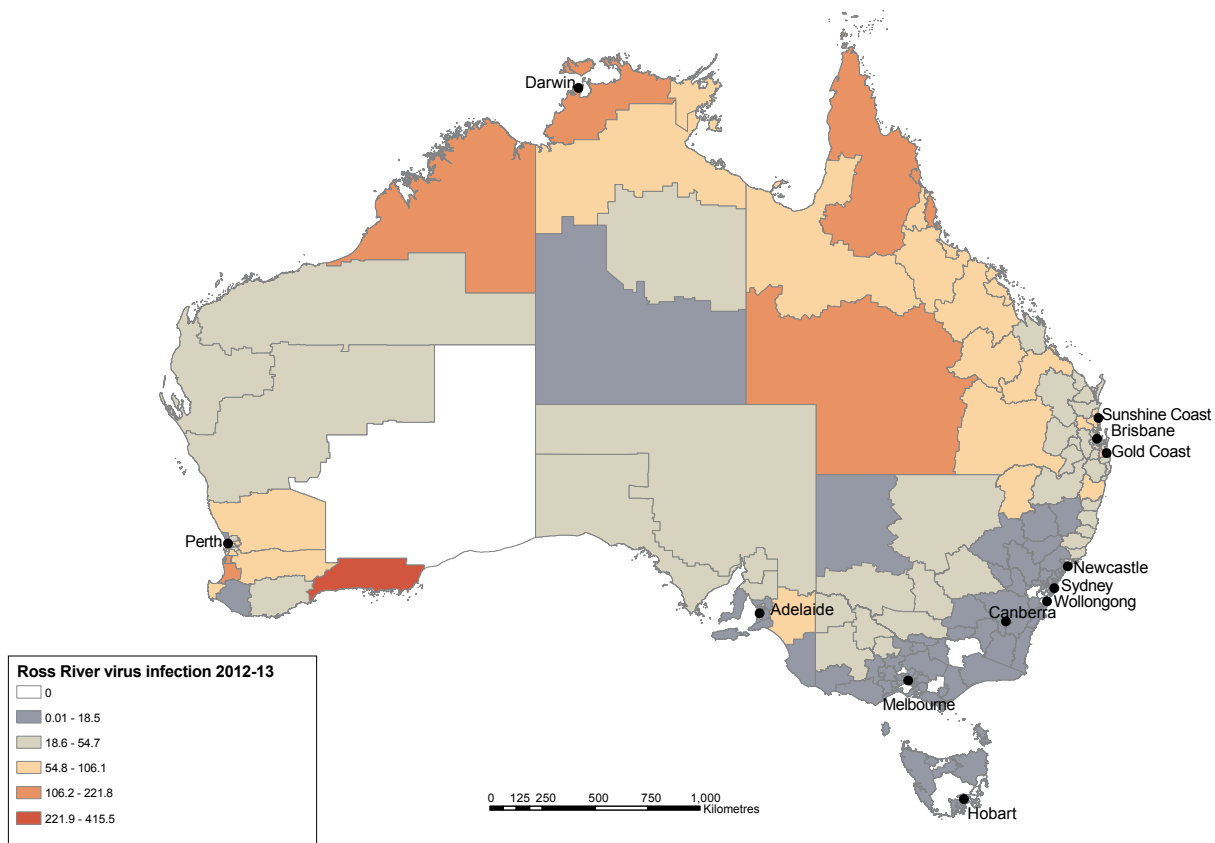 Darwin
Sunshine Coast
Brisbane
Gold Coast
Perth
Newcastle
Sydney
Wollongong
Adelaide
Canberra
Melbourne
Hobart
Ross River virus infection 2012-13
0
0.01 - 18.5
18.6 - 54.7
54.8 - 106.1
106.2 - 221.8
221.9 - 415.5
0 125 250 500 750 1,000
Kilometres